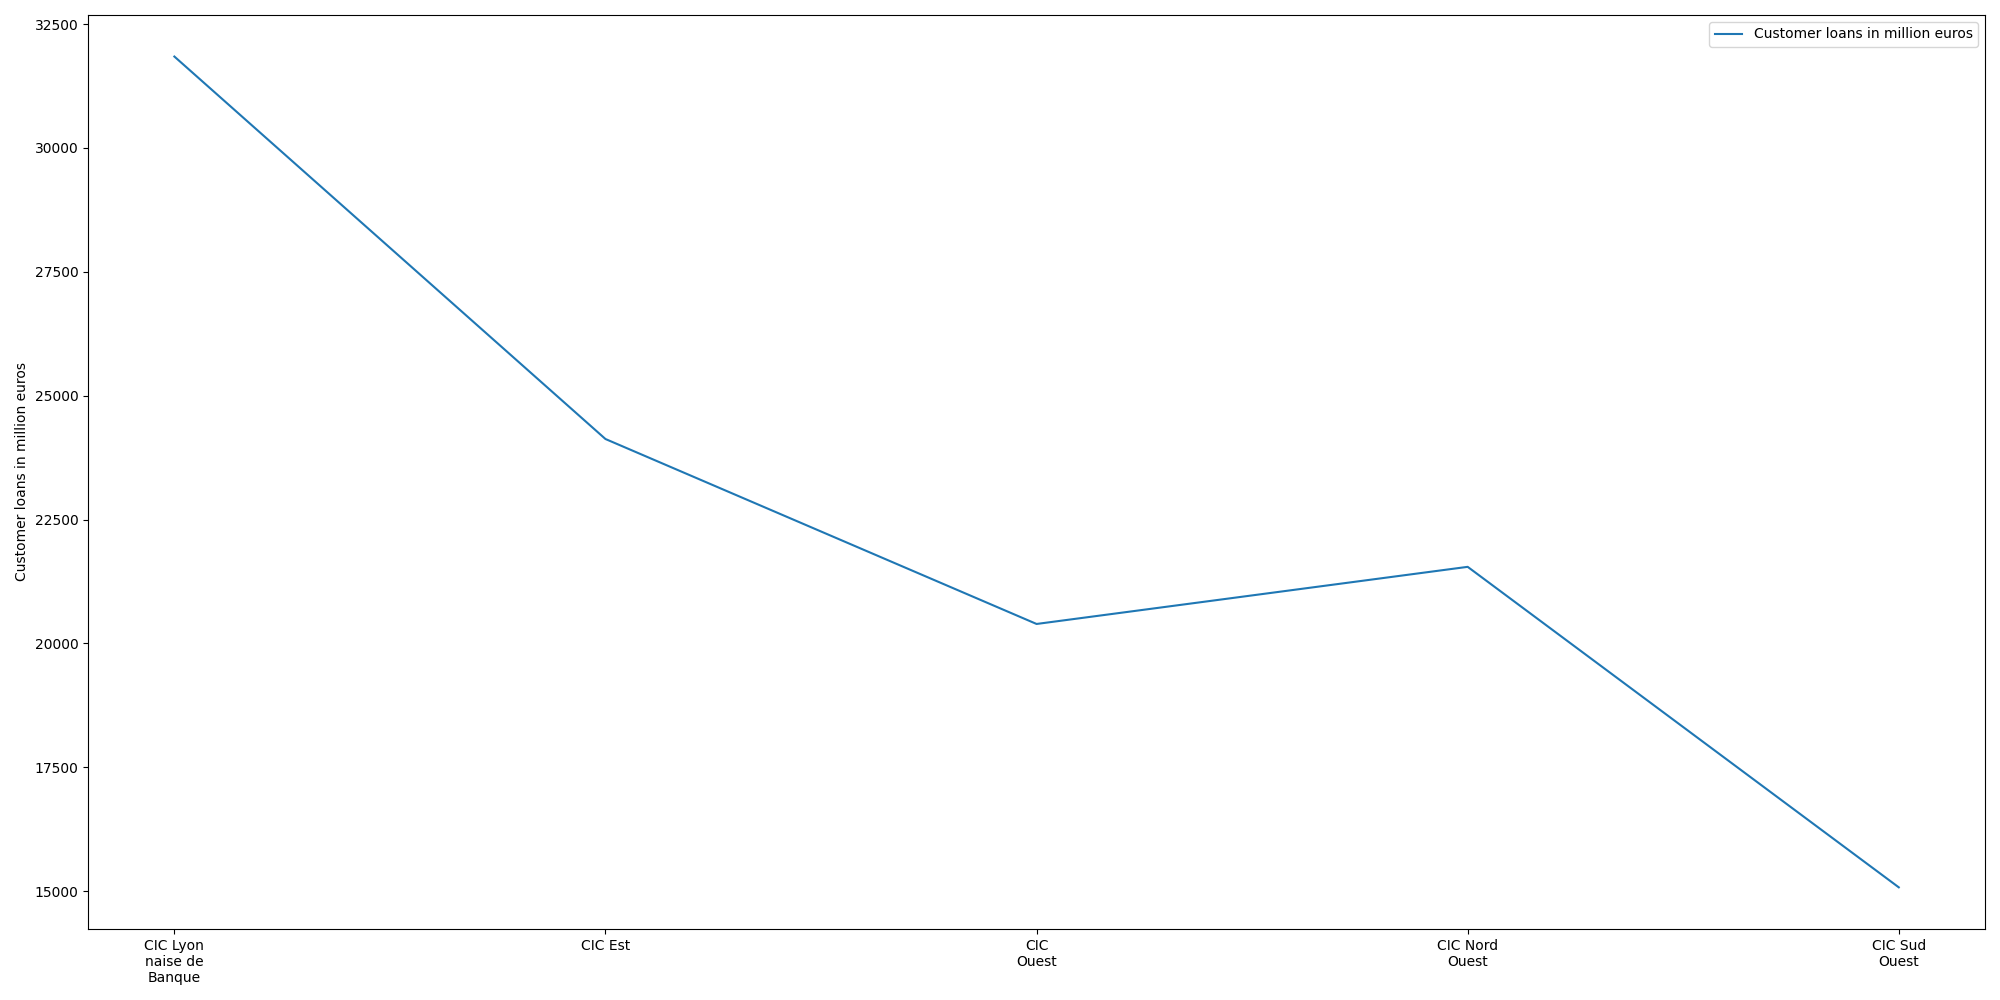 Customer loans in million euros
Customer loans in million euros
32500
30000
27500
25000
22500
20000
17500
15000
CIC Lyon
naise de
Banque
CIC Est
CIC
Ouest
CIC Nord
Ouest
CIC Sud
Ouest